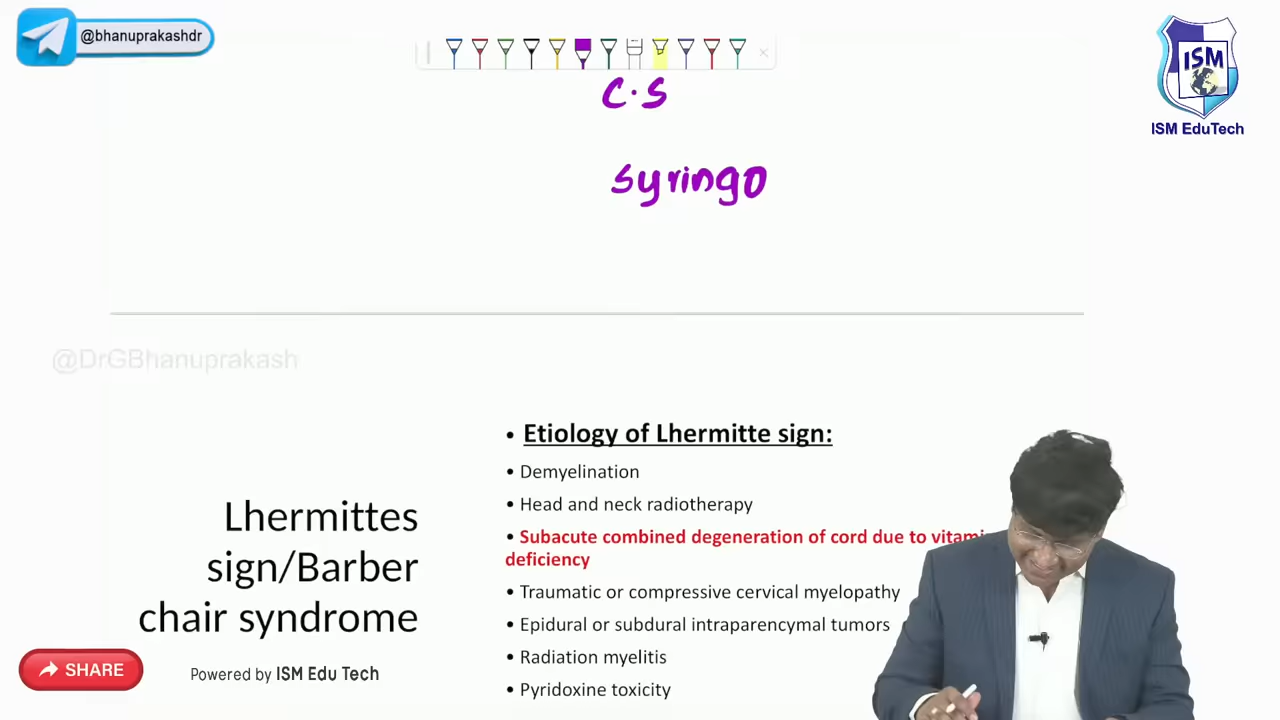 @bhanuprakashdr
ISM
ISM EduTech
C.S
Syringo
@DrGBhanuprakash
• Etiology of Lhermitte sign:
• Demyelination
• Head and neck radiotherapy
• Subacute combined degeneration of cord due to
deficiency
• Traumatic or compressive cervical myelopathy
• Epidural or subdural intraparencymal tumors
• Radiation myelitis
• Pyridoxine toxicity
Lhermittes
sign/Barber
chair syndrome
SHARE
Powered by ISM Edu Tech